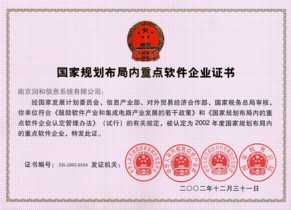 国家规划布局内重点软件企业证书
南京润和信息系统有限公司:
经国家发展计划委员会、信息产业部、对外贸易经济合作部、国家税务总局审核,
你单位符合《鼓励软件产业和集成电路产业发展的若干政策》和《国家规划布局内的
重点软件企业认定管理办法》(试行)的有关规定,被认定为2002年度国家规划布局内
的重点软件企业,特发此证。
证书编号: 发证机关:
二〇〇二年十二月三十一日